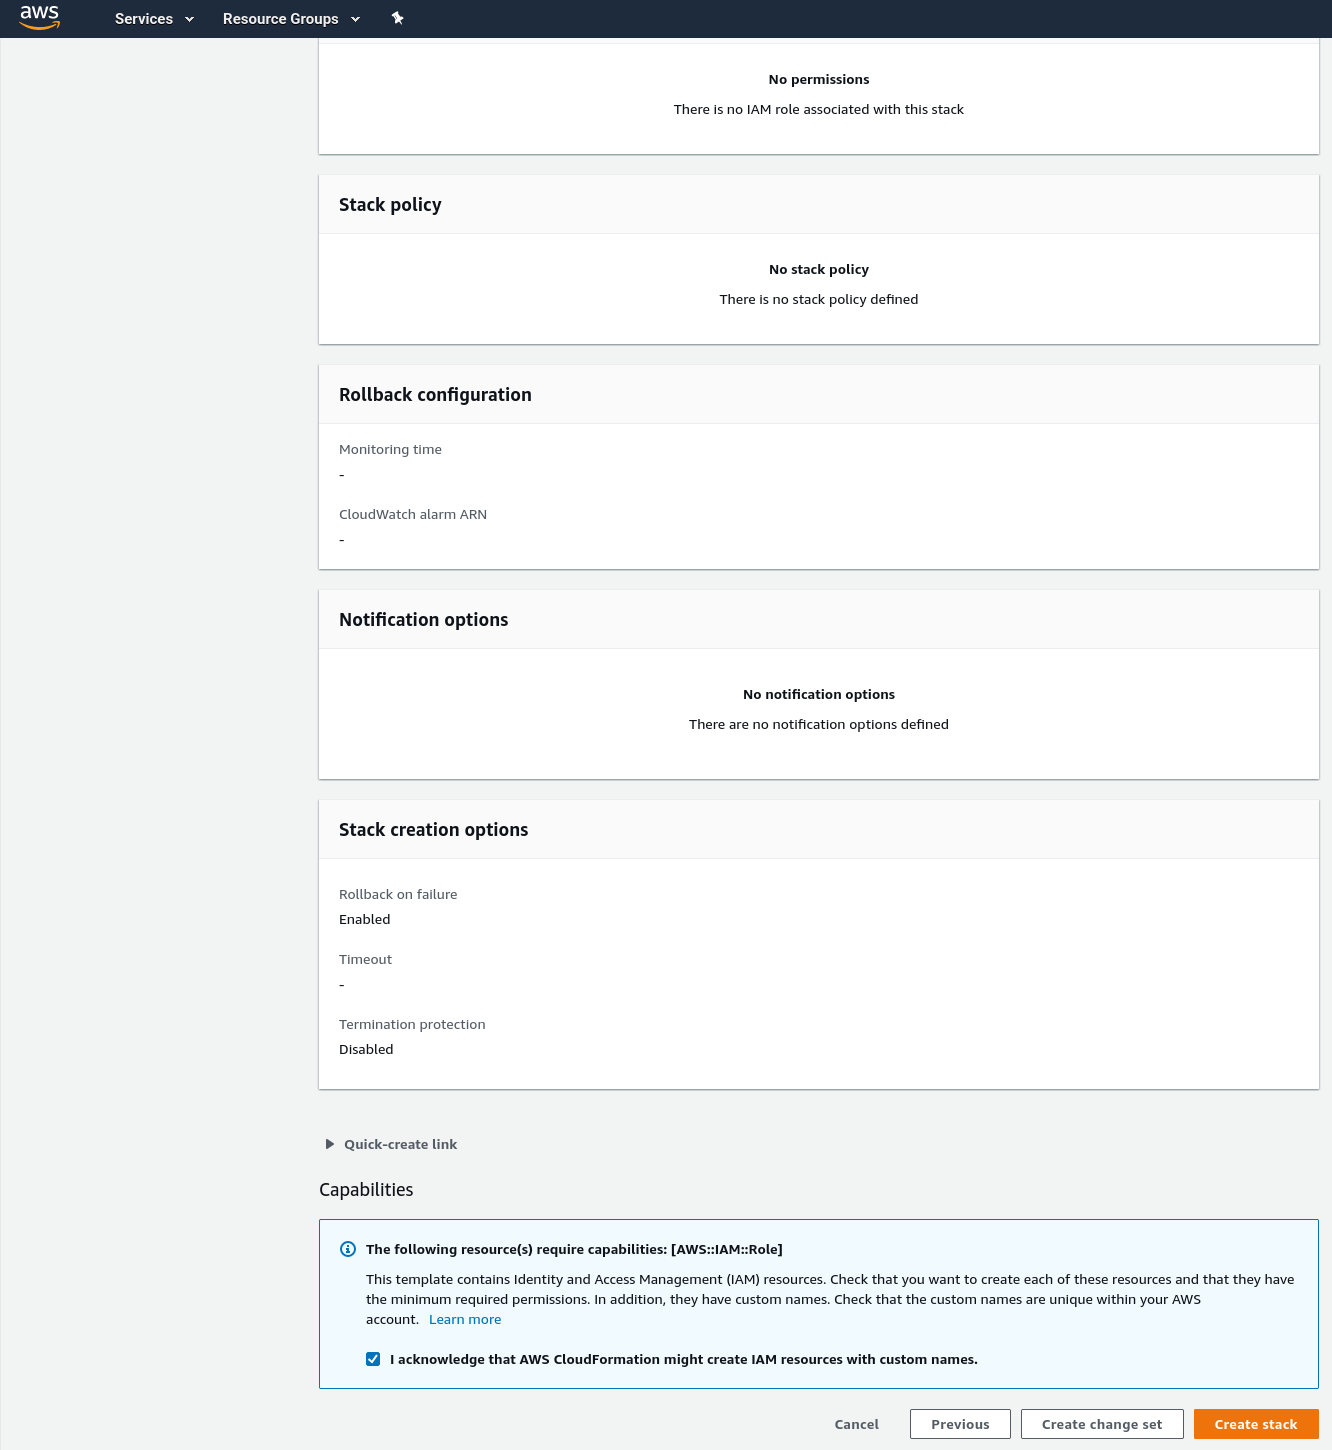 aws
Services
Resource Groups
No permissions
There is no IAM role associated with this stack
Stack policy
No stack policy
There is no stack policy defined
Rollback configuration
Monitoring time
-
CloudWatch alarm ARN
-
Notification options
No notification options
There are no notification options defined
Stack creation options
Rollback on failure
Enabled
Timeout
-
Termination protection
Disabled
Quick-create link
Capabilities
The following resource(s) require capabilities: [AWS::IAM::Role]
This template contains Identity and Access Management (IAM) resources. Check that you want to create each of these resources and that they have
the minimum required permissions. In addition, they have custom names. Check that the custom names are unique within your AWS
account. Learn more
I acknowledge that AWS CloudFormation might create IAM resources with custom names.
Cancel
Previous
Create change set
Create stack